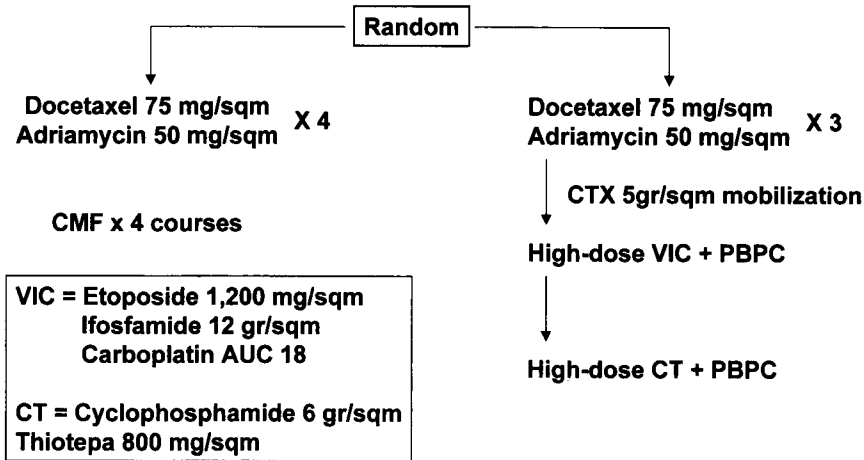 Random
Docetaxel 75 mg/sqm
Adriamycin 50 mg/sqm
X 4
CMF x 4 courses
Docetaxel 75 mg/sqm
Adriamycin 50 mg/sqm
X 3
CTX 5gr/sqm mobilization
High-dose VIC + PBPC
High-dose CT + PBPC
VIC = Etoposide 1,200 mg/sqm
Ifosfamide 12 gr/sqm
Carboplatin AUC 18
CT = Cyclophosphamide 6 gr/sqm
Thiotepa 800 mg/sqm